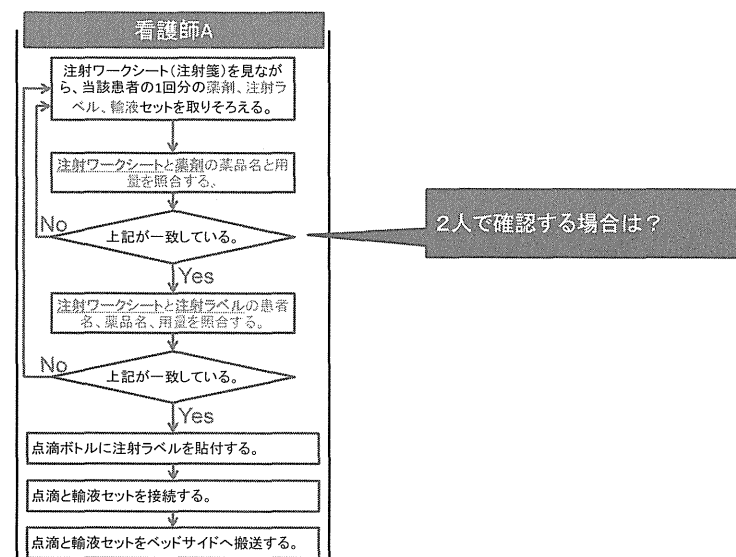 看護師A
注射ワークシート(注射箋)を見なが
ら、当該患者の1回分の薬剤、注射ラ
ベル、輸液セットを取りそろえる。
注射ワークシートと薬剤の薬品名と用
量を照合する。
No
上記が一致している。
2人で確認する場合は?
Yes
注射ワークシートと注射ラベルの患者
名、薬品名、用量を照合する。
No
上記が一致している。
Yes
点滴ボトルに注射ラベルを貼付する。
点滴と輸液セットを接続する。
点滴と輸液セットをベッドサイドへ搬送する。